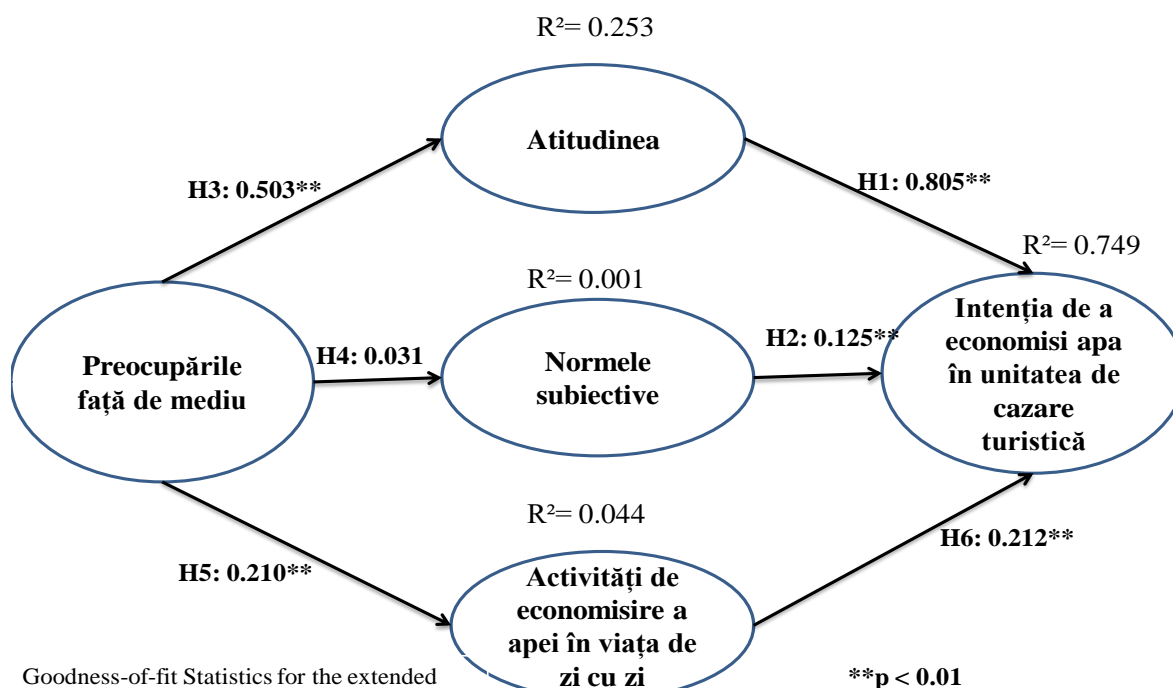 R²= 0.253
Atitudinea
H3: 0.503**
H1: 0.805**
R²= 0.749
R²= 0.001
Preocupările
față de mediu
H4: 0.031
Normele
subiective
H2: 0.125**
Intenția de a
economisi apa
în unitatea de
cazare
turistică
R²= 0.044
H5: 0.210**
H6: 0.212**
Activități de
economisire a
apei în viața de
zi cu zi
Goodness-of-fit Statistics for the extended
**p < 0.01